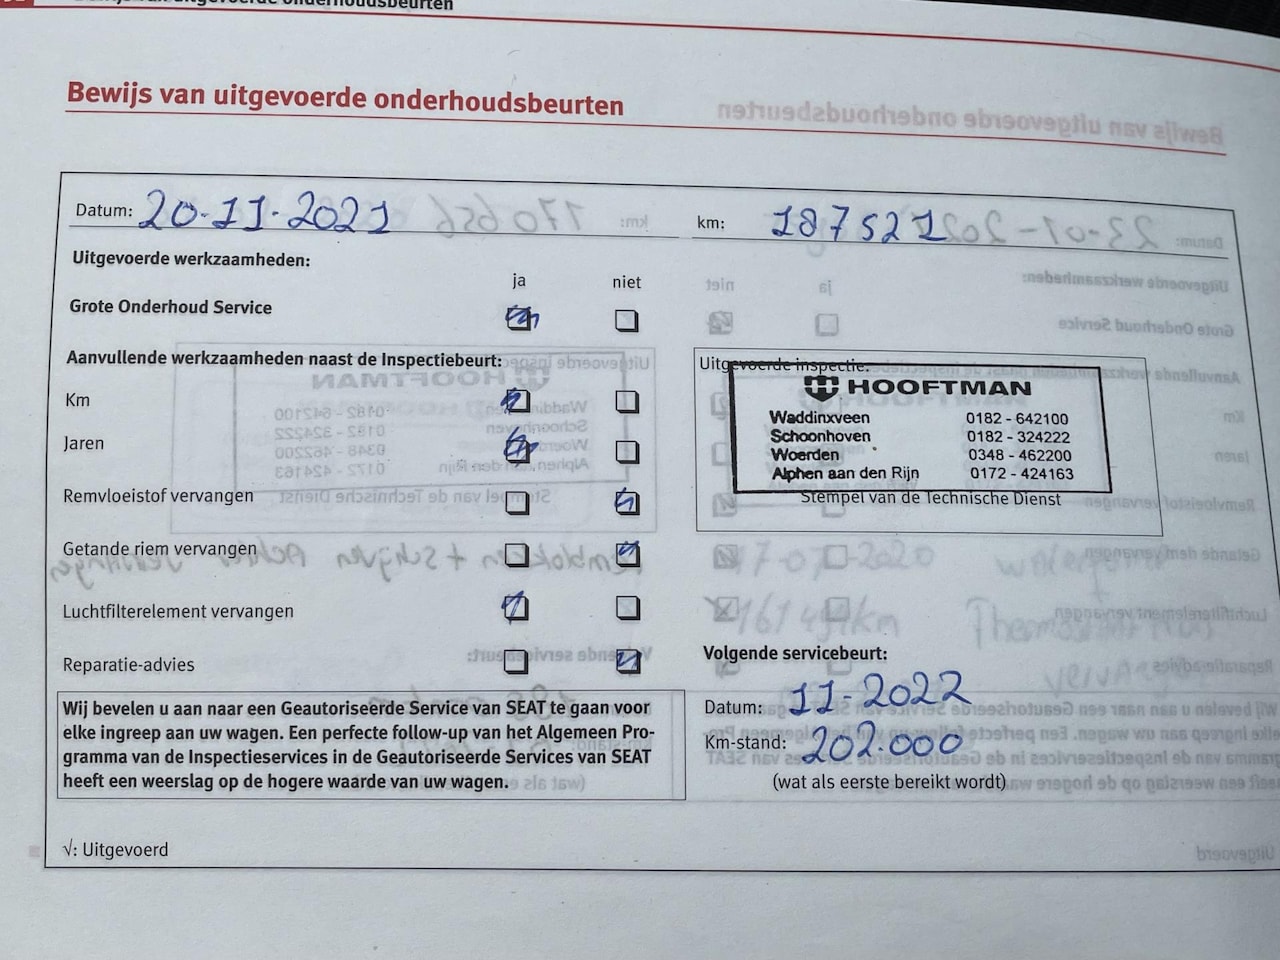 Bewijs van uitgevoerde onderhoudsbeurten
Datum: 20-11-2021 km: 187521
Uitgevoerde werkzaamheden:
ja niet
Grote Onderhoud Service
Aanvullende werkzaamheden naast de Inspectiebeurt:
Km
Jaren
Remvloeistof vervangen
Getande riem vervangen
Luchtfilterelement vervangen
Reparatie-advies
Wij bevelen u aan naar een Geautoriseerde Service van SEAT te gaan voor
elke ingreep aan uw wagen. Een perfecte follow-up van het Algemeen Pro-
gramma van de Inspectieservices in de Geautoriseerde Services van SEAT
heeft een weerslag op de hogere waarde van uw wagen.
√: Uitgevoerd
Uitgevoerde inspectie:
HOOFTMAN
Waddinxveen 0182 - 642100
Schoonhoven 0182 - 324222
Woerden 0348 - 462200
Alphen aan den Rijn 0172 - 424163
Stempel van de Technische Dienst
Volgende servicebeurt:
Datum: 11-2022
Km-stand: 202.000
(wat als eerste bereikt wordt)